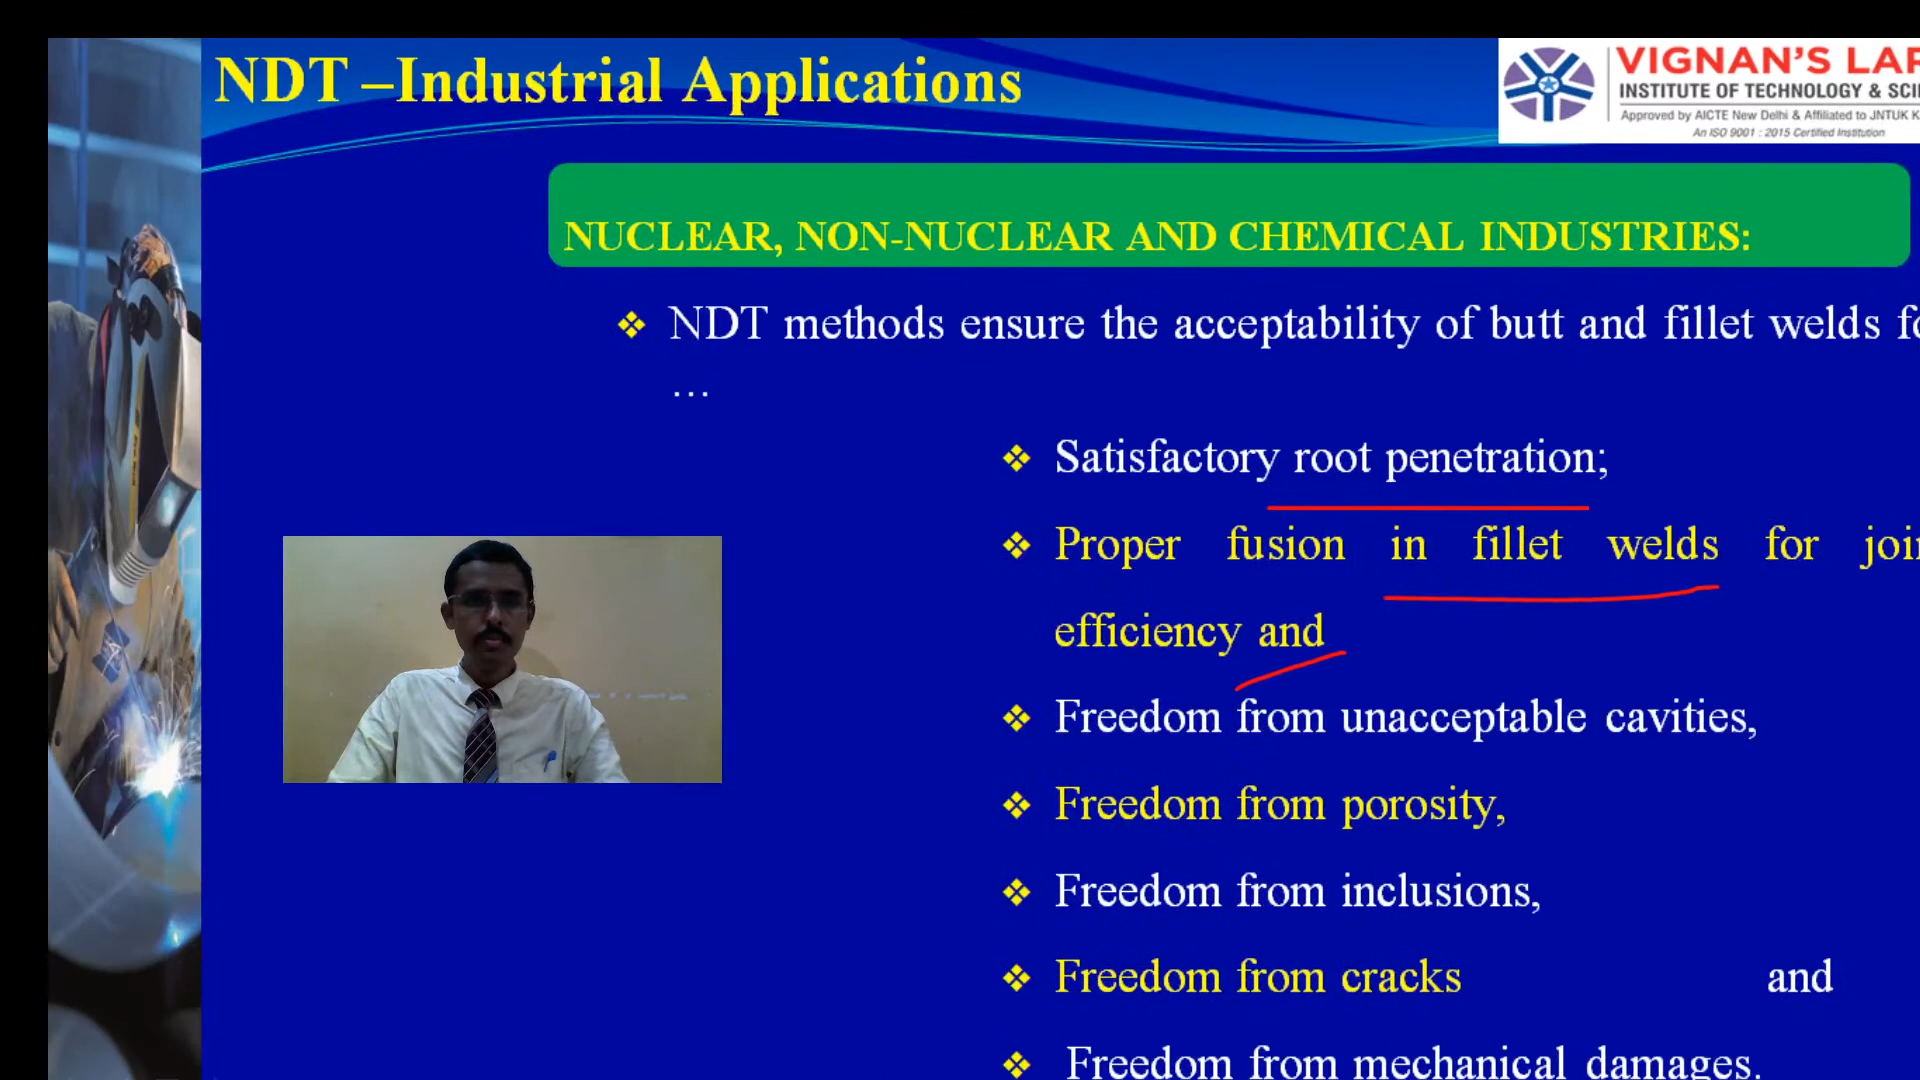 NDT –Industrial Applications
VIGNAN'S
INSTITUTE OF TECHNOLOGY &
Approved by AICTE New Delhi & Affiliated to JNTUK
An ISO 9001 : 2015 Certified Institution
NUCLEAR, NON-NUCLEAR AND CHEMICAL INDUSTRIES:
❖ NDT methods ensure the acceptability of butt and fillet welds
...
❖ Satisfactory root penetration;
❖ Proper fusion in fillet welds for
efficiency and
❖ Freedom from unacceptable cavities,
❖ Freedom from porosity,
❖ Freedom from inclusions,
❖ Freedom from cracks and
❖ Freedom from mechanical damages.